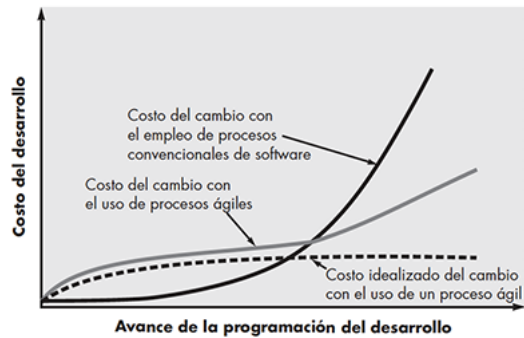 Costo del desarrollo
Costo del cambio con
el empleo de procesos
convencionales de software
Costo del cambio con
el uso de procesos ágiles
Costo idealizado del cambio
con el uso de un proceso ágil
Avance de la programación del desarrollo